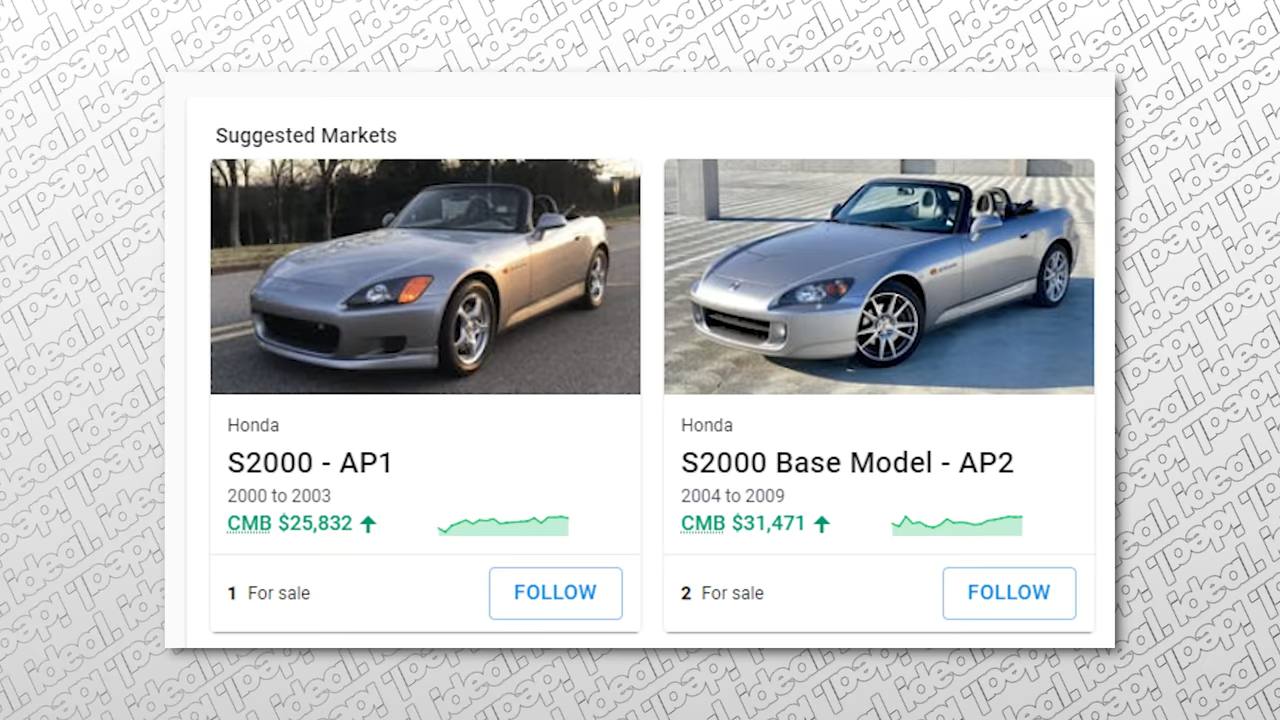 Suggested Markets
Honda
S2000 - AP1
2000 to 2003
CMB $25,832
1 For sale
FOLLOW
Honda
S2000 Base Model - AP2
2004 to 2009
CMB $31,471
2 For sale
FOLLOW
ideal.